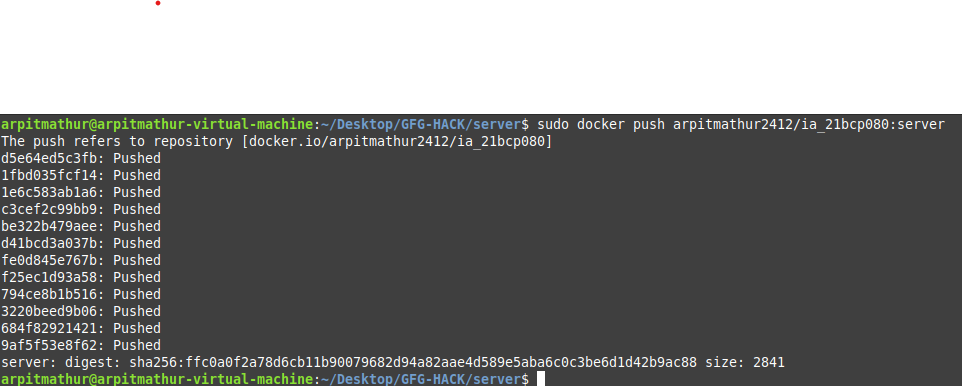 arpitmathur@arpitmathur-virtual-machine:~/Desktop/GFG-HACK/server$ sudo docker push arpitmathur2412/ia_21bcp080:server
The push refers to repository [docker.io/arpitmathur2412/ia_21bcp080]
d5e64ed5c3fb: Pushed
1fbd035fcf14: Pushed
1e6c583ab1a6: Pushed
c3cef2c99bb9: Pushed
be322b479aee: Pushed
d41bcd3a037b: Pushed
fe0d845e767b: Pushed
f25ec1d93a58: Pushed
794ce8b1b516: Pushed
3220beed9b06: Pushed
684f82921421: Pushed
9af5f53e8f62: Pushed
server: digest: sha256:ffc0a0f2a78d6cb11b90079682d94a82aae4d589e5aba6c0c3be6d1d42b9ac88 size: 2841
arpitmathur@arpitmathur-virtual-machine:~/Desktop/GFG-HACK/server$